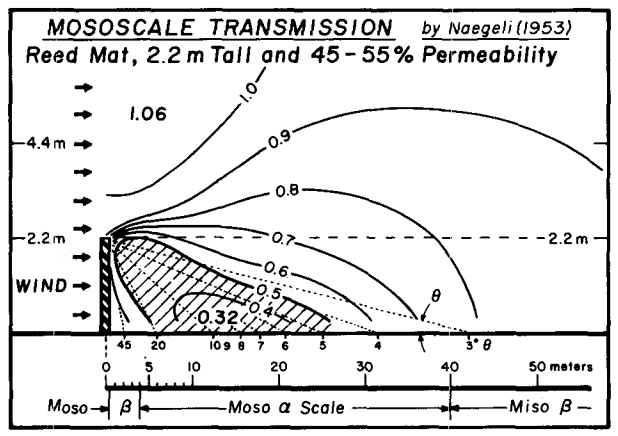 MOSOSCALE TRANSMISSION by Naegeli (1953)
Reed Mat, 2.2 m Tall and 45-55% Permeability
1.0
1.06
0.9
4.4 m
0.8
2.2 m 0.7 2.2 m
0.6
WIND 0.5 θ
0.32 0.4
45 20 10 9 8 7 6 5 4 3° θ
0 5 10 20 30 40 50 meters
Moso β Moso α Scale Miso β